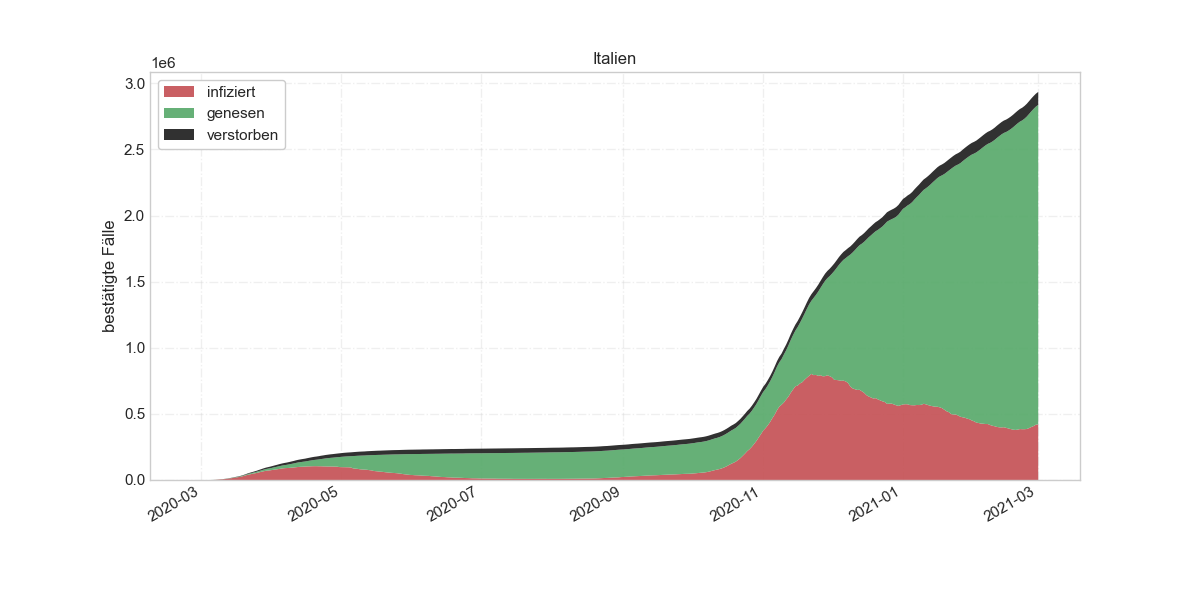 Italien
1e6
infiziert
genesen
verstorben
bestätigte Fälle
3.0
2.5
2.0
1.5
1.0
0.5
0.0
2020-03
2020-05
2020-07
2020-09
2020-11
2021-01
2021-03